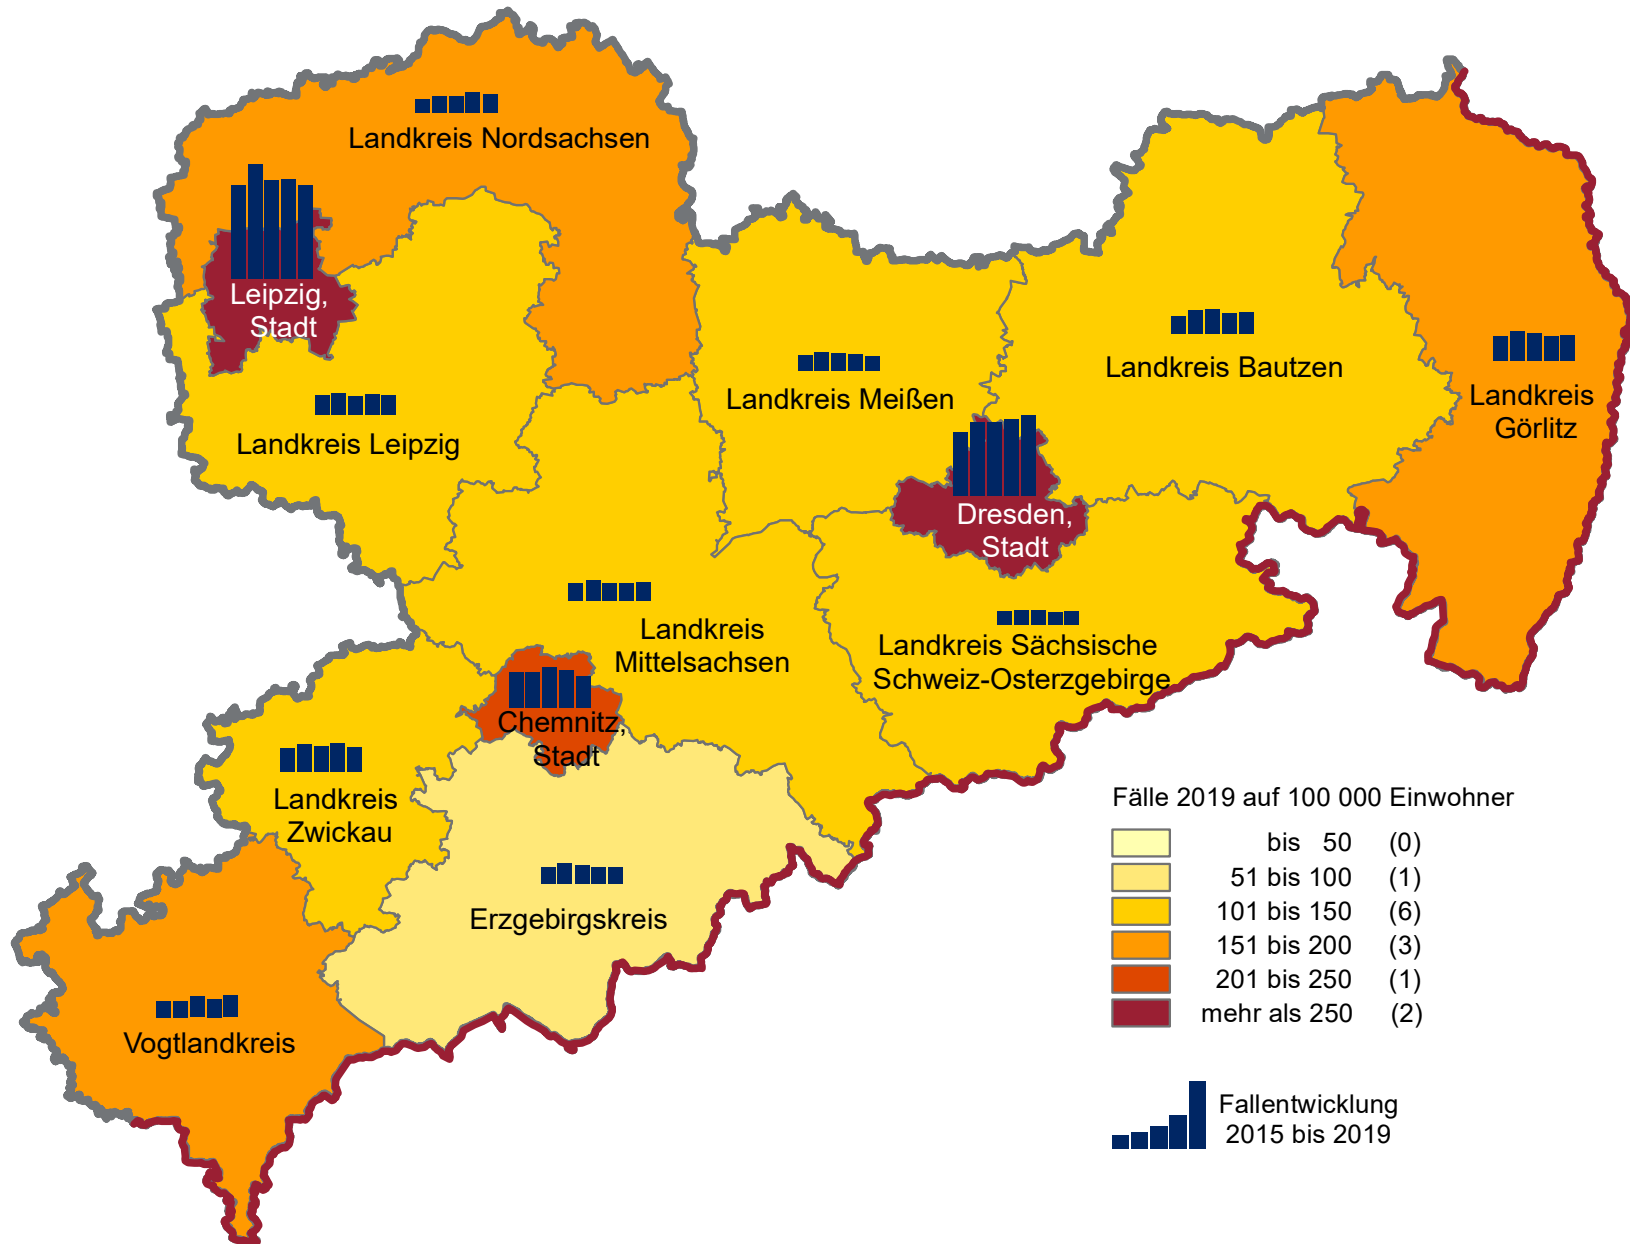 Landkreis Nordsachsen
Leipzig,
Stadt
Landkreis Leipzig
Landkreis Meißen
Landkreis Bautzen
Landkreis
Görlitz
Dresden,
Stadt
Landkreis
Mittelsachsen
Landkreis Sächsische
Schweiz-Osterzgebirge
Chemnitz,
Stadt
Landkreis
Zwickau
Erzgebirgskreis
Vogtlandkreis
Fälle 2019 auf 100 000 Einwohner
bis 50 (0)
51 bis 100 (1)
101 bis 150 (6)
151 bis 200 (3)
201 bis 250 (1)
mehr als 250 (2)
Fallentwicklung
2015 bis 2019